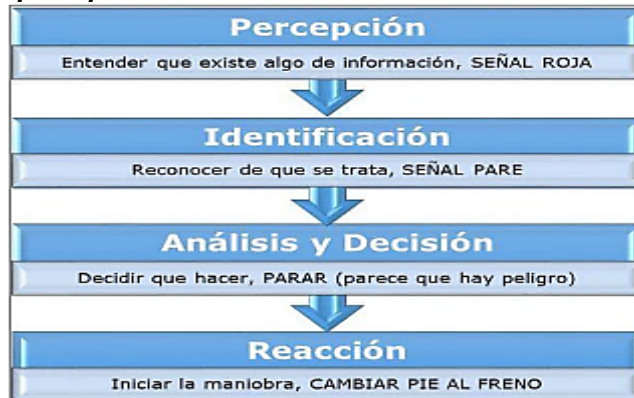 Percepción
Entender que existe algo de información, SEÑAL ROJA
Identificación
Reconocer de que se trata, SEÑAL PARE
Análisis y Decisión
Decidir que hacer, PARAR (parece que hay peligro)
Reacción
Iniciar la maniobra, CAMBIAR PIE AL FRENO